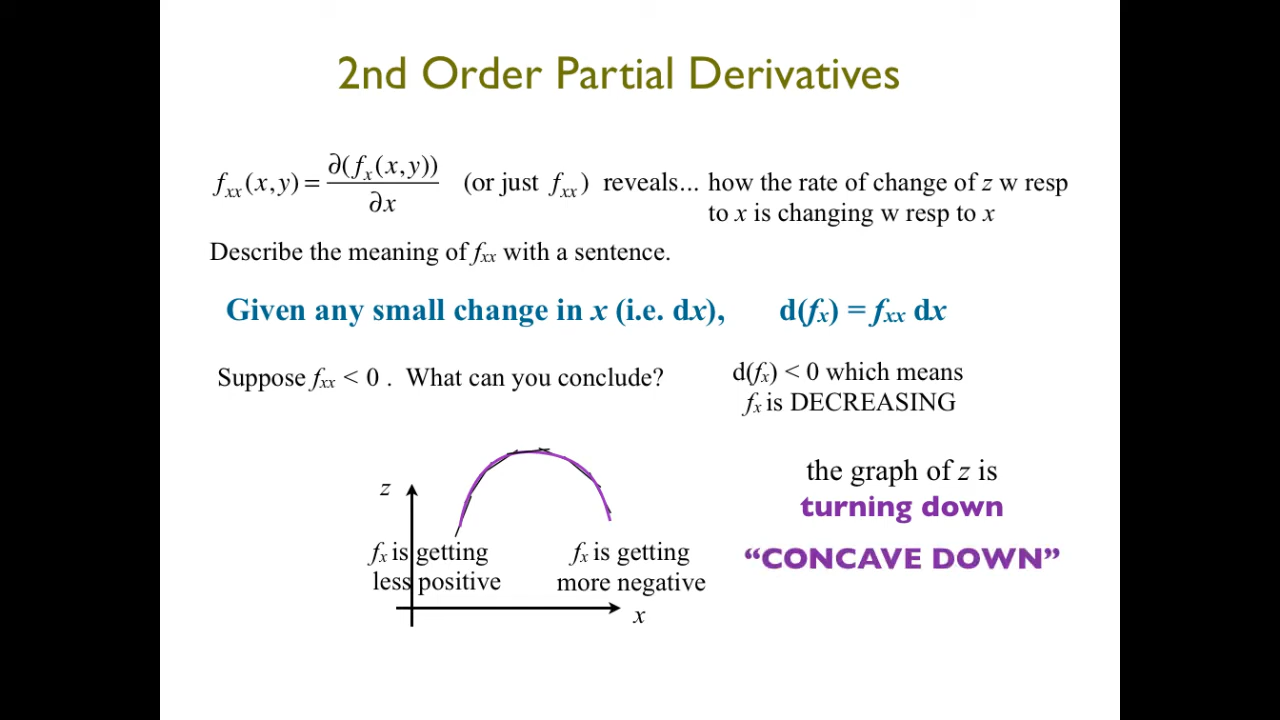 2nd Order Partial Derivatives
fxx(x,y) = ∂(fx(x,y)) / ∂x (or just fxx) reveals... how the rate of change of z w resp
to x is changing w resp to x
Describe the meaning of fxx with a sentence.
Given any small change in x (i.e. dx), d(fx) = fxx dx
Suppose fxx < 0 . What can you conclude? d(fx) < 0 which means
fx is DECREASING
the graph of z is
turning down
"CONCAVE DOWN"
z
fx is getting
less positive
fx is getting
more negative
x